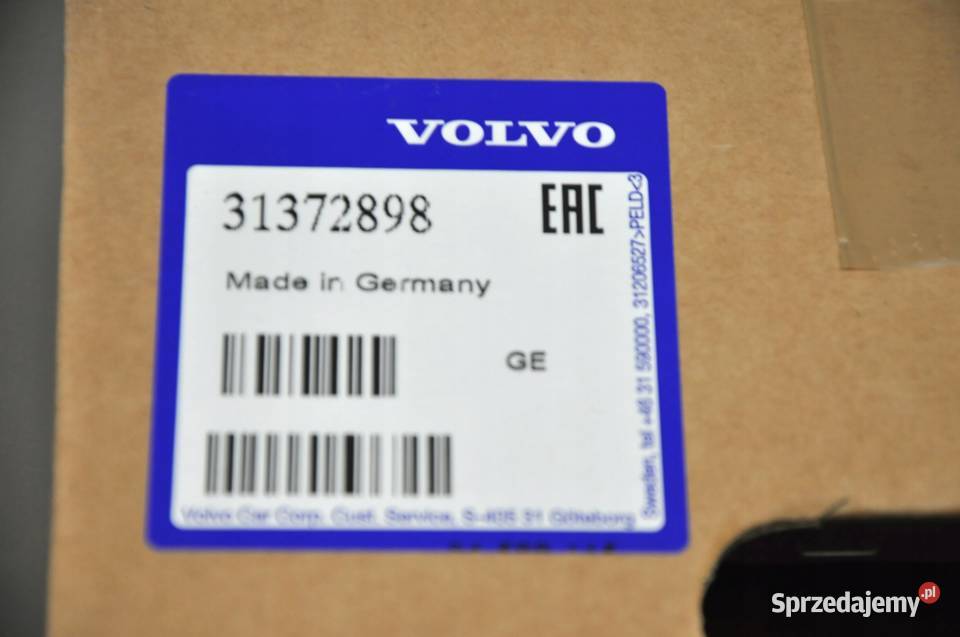 VOLVO
31372898
EAC
Made in Germany
GE
Volvo Car Corp. Cust. Service, S-405 31 Göteborg
Sweden, tel +46 31 590000, 31206527>PELD<3
Sprzedajemy.pl